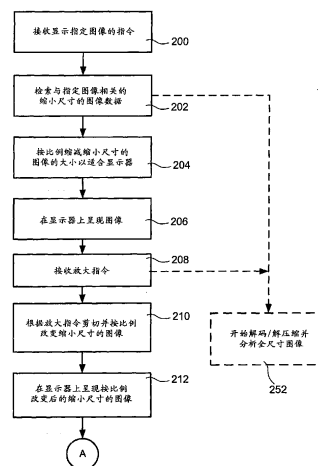 接收显示指定图像的指令
200
检索与指定图像相关的
缩小尺寸的图像数据
202
按比例缩减缩小尺寸的
图像的大小以适合显示器
204
在显示器上呈现图像
206
接收放大指令
208
根据放大指令剪切并按比例
改变缩小尺寸的图像
210
开始解码/解压缩并
分析全尺寸图像
252
在显示器上呈现按比例
改变后的缩小尺寸的图像
212
A